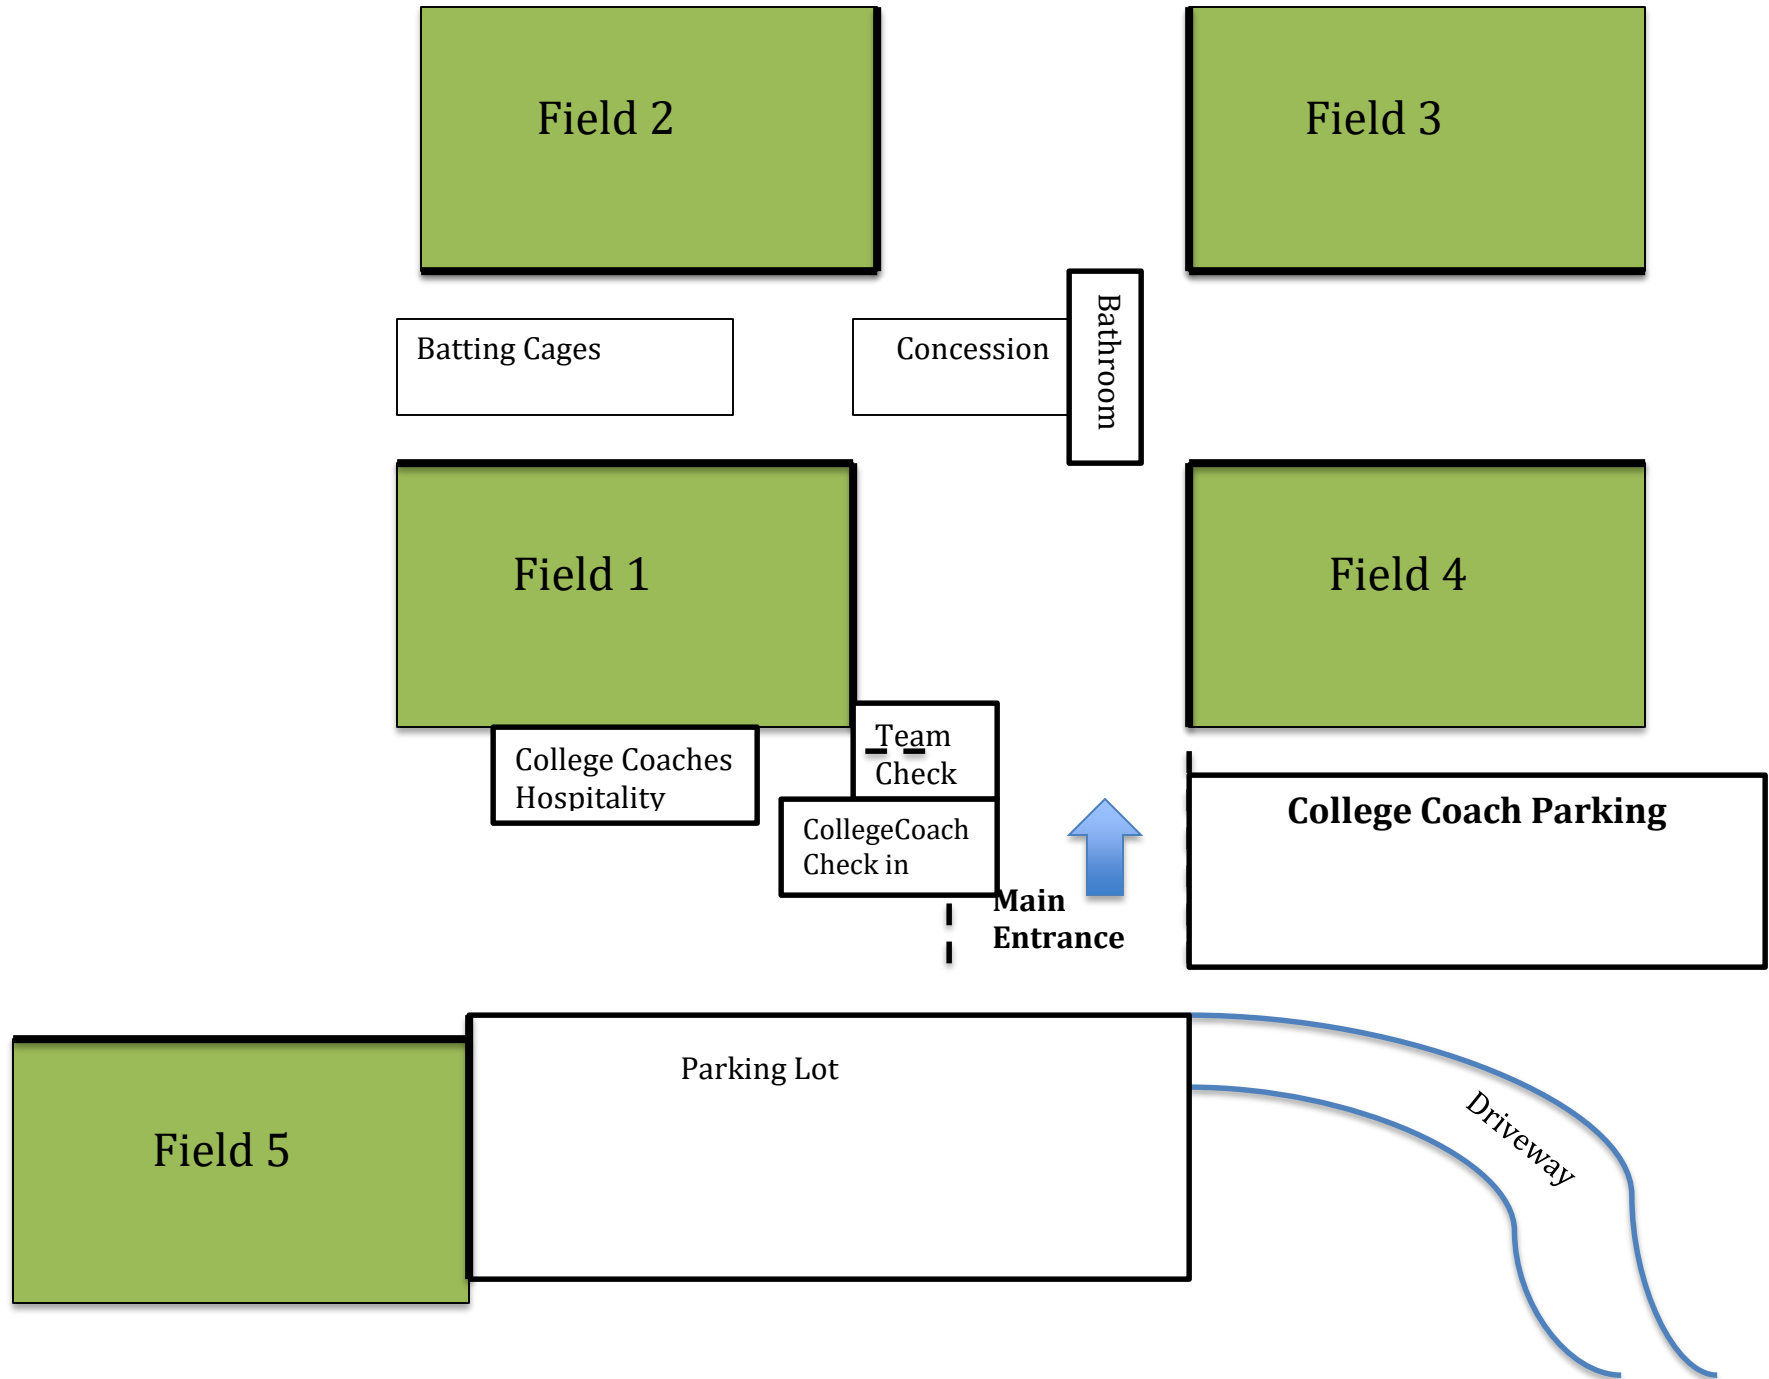 Field 2
Field 3
Batting Cages
Concession
Bathroom
Field 1
Field 4
Team
Check
College Coaches
Hospitality
CollegeCoach
Check in
College Coach Parking
Main
Entrance
Parking Lot
Driveway
Field 5